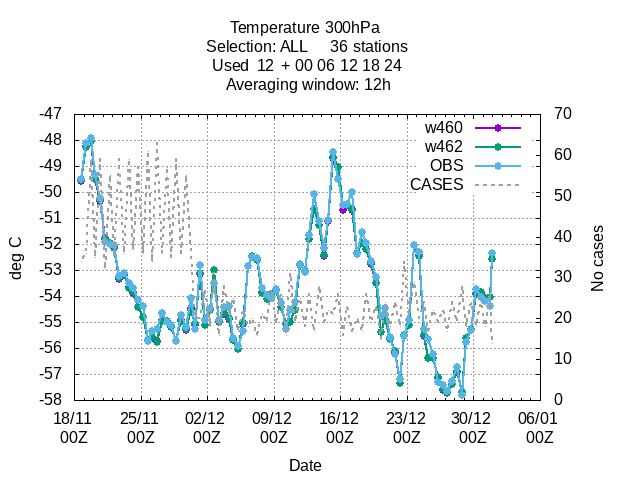 Temperature 300hPa
Selection: ALL 36 stations
Used 12 + 00 06 12 18 24
Averaging window: 12h
-47
-48
-49
-50
-51
-52
-53
-54
-55
-56
-57
-58
deg C
w460
w462
OBS
CASES
70
60
50
40
30
20
10
0
No cases
18/11 25/11 02/12 09/12 16/12 23/12 30/12 06/01
00Z 00Z 00Z 00Z 00Z 00Z 00Z 00Z
Date